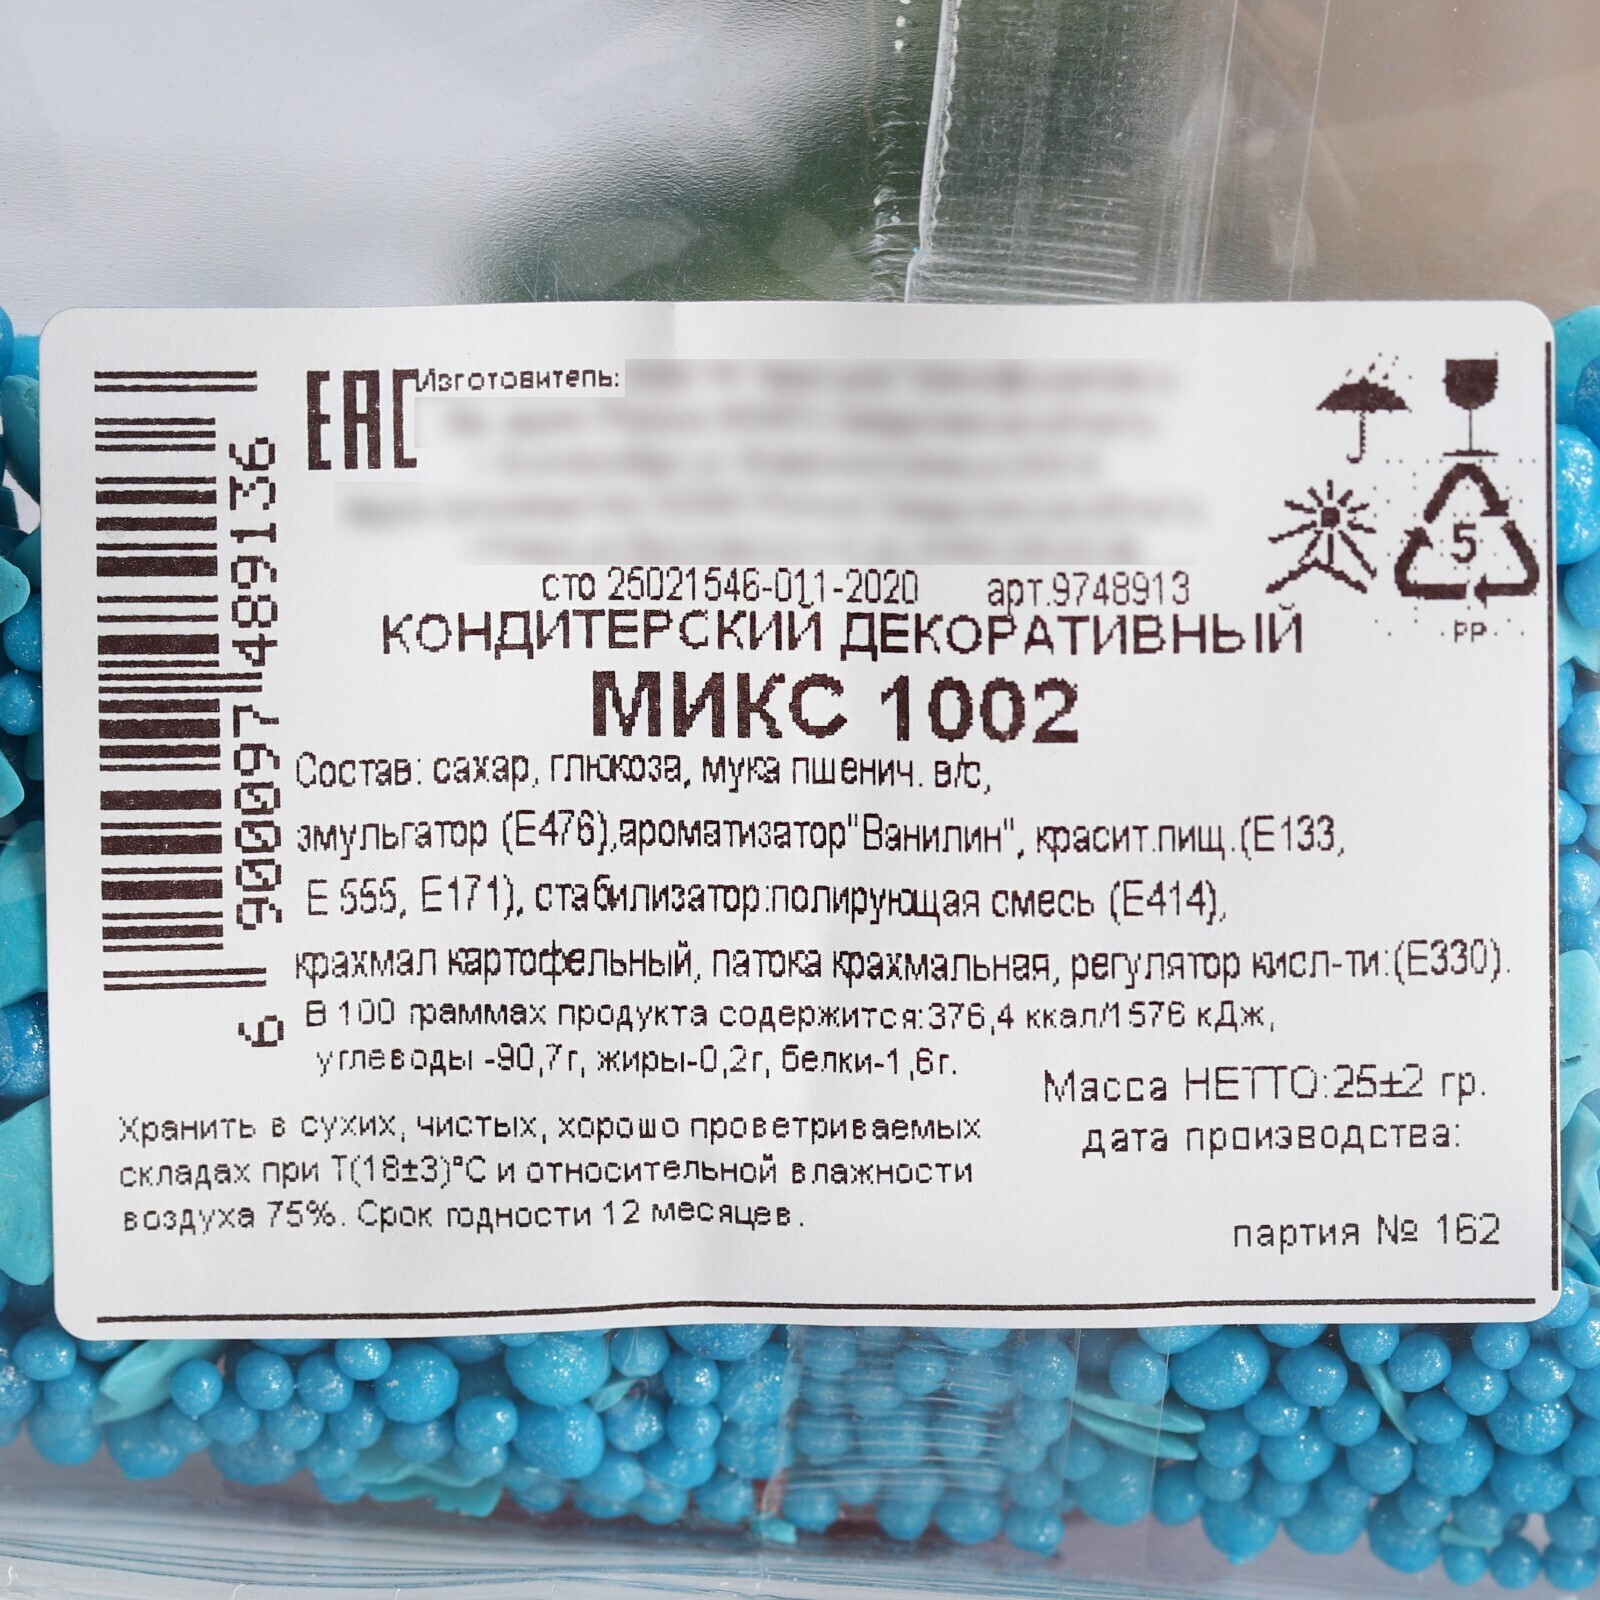 EAC
Изготовитель:
сто 25021546-011-2020 арт.9748913
КОНДИТЕРСКИЙ ДЕКОРАТИВНЫЙ
МИКС 1002
Состав: сахар, глюкоза, мука пшенич. в/с,
эмульгатор (Е476),ароматизатор"Ванилин", красит.пищ.(Е133,
Е 555, Е171), стабилизатор:полирующая смесь (Е414),
крахмал картофельный, патока крахмальная, регулятор кисл-ти:(Е330).
В 100 граммах продукта содержится:376,4 ккал/1576 кДж,
углеводы -90,7г, жиры-0,2г, белки-1,6г.
Масса НЕТТО:25±2 гр.
дата производства:
Хранить в сухих, чистых, хорошо проветриваемых
складах при Т(18±3)°С и относительной влажности
воздуха 75%. Срок годности 12 месяцев.
партия № 162
5
PP
6 900097 489136